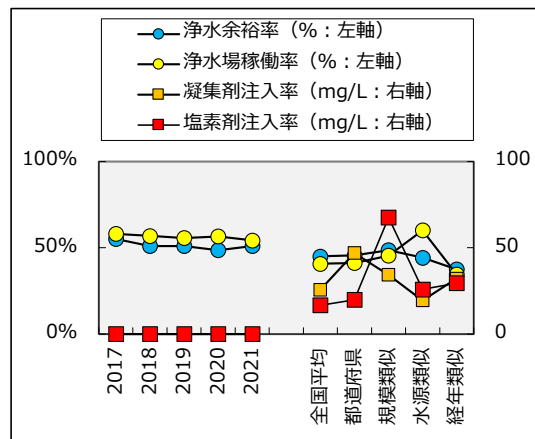 浄水余裕率（%：左軸）
浄水場稼働率（%：左軸）
凝集剤注入率（mg/L：右軸）
塩素剤注入率（mg/L：右軸）
100%
100
50%
50
0%
0
2017
2018
2019
2020
2021
全国平均
都道府県
規模類似
水源類似
経年類似